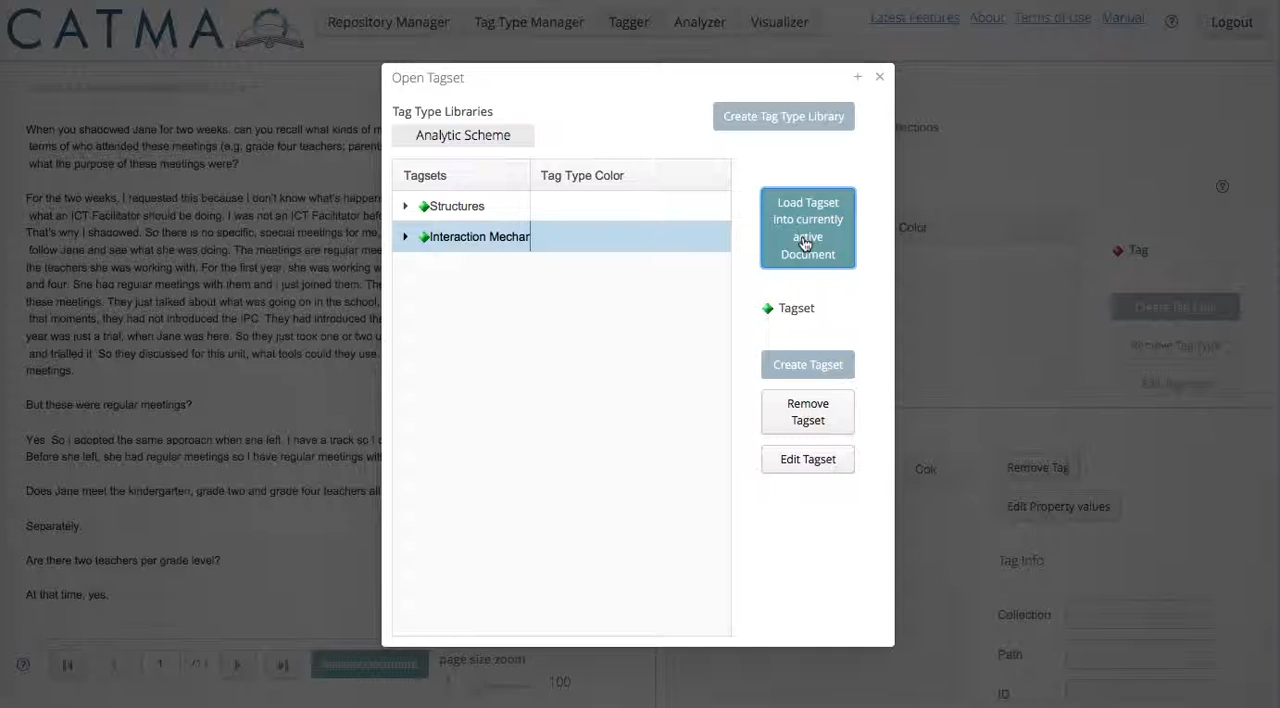 CATMA
Repository Manager
Tag Type Manager
Tagger
Analyzer
Visualizer
Latest Features
About
Terms of Use
Manual
Logout
Open Tagset
Tag Type Libraries
Create Tag Type Library
Analytic Scheme
Tagsets
Tag Type Color
Structures
Interaction Mechan
Load Tagset
into currently
active
Document
Tagset
Create Tagset
Remove
Tagset
Edit Tagset
When you shadowed Jane for two weeks, can you recall what kinds of m
terms of who attended these meetings (e.g. grade four teachers; parent
what the purpose of these meetings were?
For the two weeks, I requested this because I don't know what's happen
what an ICT Facilitator should be doing. I was not an ICT Facilitator bef
That's why I shadowed. So there is no specific, special meetings for me,
follow Jane and see what she was doing. The meetings are regular mee
the teachers she was working with. For the first year, she was working w
and four. She had regular meetings with them and I just joined them. Th
these meetings. They just talked about what was going on in the school,
that moments, they had not introduced the IPC. They had introduced the
year was just a trial, when Jane was here. So they just took one or two u
and trialled it. So they discussed for this unit, what tools could they use.
meetings.
But these were regular meetings?
Yes. So I adopted the same approach when she left. I have a track so I c
Before she left, she had regular meetings so I have regular meetings with
Does Jane meet the kindergarten, grade two and grade four teachers all
Separately.
Are there two teachers per grade level?
At that time, yes.
1
page size zoom
100
Color
Tag
Remove Tag Type
Remove Tag
Edit Property values
Tag Info
Collection
Path
ID